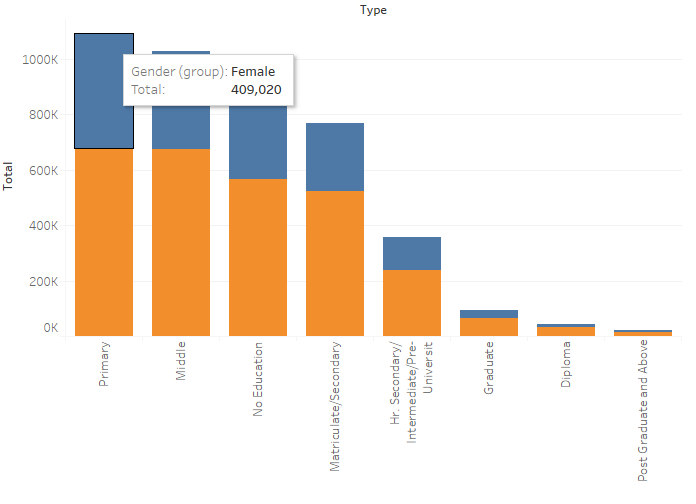 Type
1000K
800K
600K
400K
200K
0K
Total
Gender (group): Female
Total: 409,020
Primary
Middle
No Education
Matriculate/Secondary
Hr. Secondary/
Intermediate/Pre-
Universit
Graduate
Diploma
Post Graduate and Above